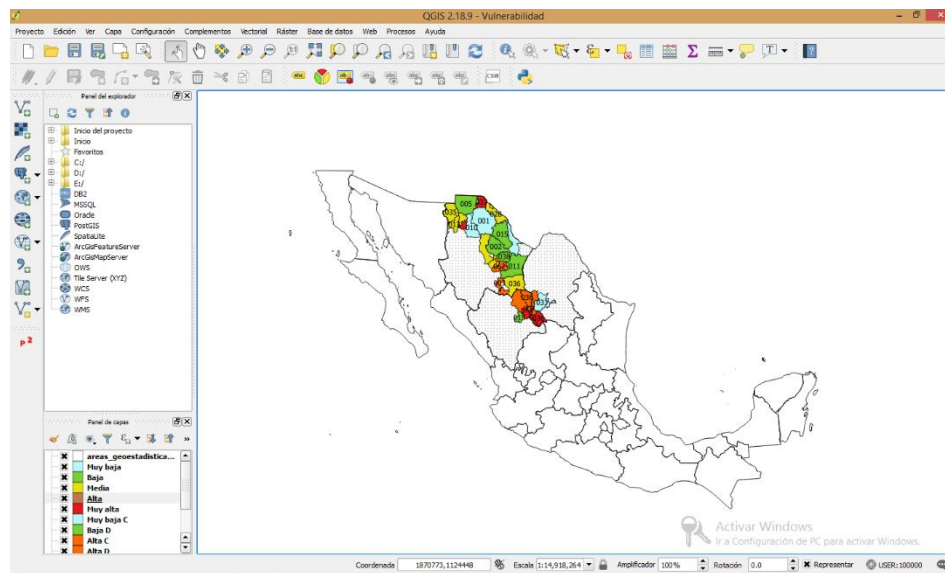 QGIS 2.18.9 - Vulnerabilidad
Proyecto Edición Ver Capa Configuración Complementos Vectorial Ráster Base de datos Web Procesos Ayuda
Panel del explorador
Inicio del proyecto
Inicio
Favoritos
C:/
D:/
E:/
DB2
MSSQL
Oracle
PostGIS
SpatiaLite
ArcGisFeatureServer
ArcGisMapServer
OWS
Tile Server (XYZ)
WCS
WFS
WMS
005
035
028
001
010
015
002
038
011
036
Panel de capas
areas_geoestadistica...
Muy baja
Baja
Media
Alta
Muy alta
Muy baja C
Baja D
Alta C
Alta D
Activar Windows
Ir a Configuración de PC para activar Windows.
Coordenada 1870773,1124448 Escala 1:14,918,264 Amplificador 100% Rotación 0.0 Representar USER:100000